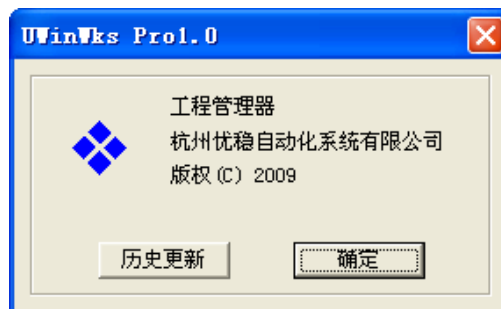 UWinWks Pro1.0
工程管理器
杭州优稳自动化系统有限公司
版权(C) 2009
历史更新 确定